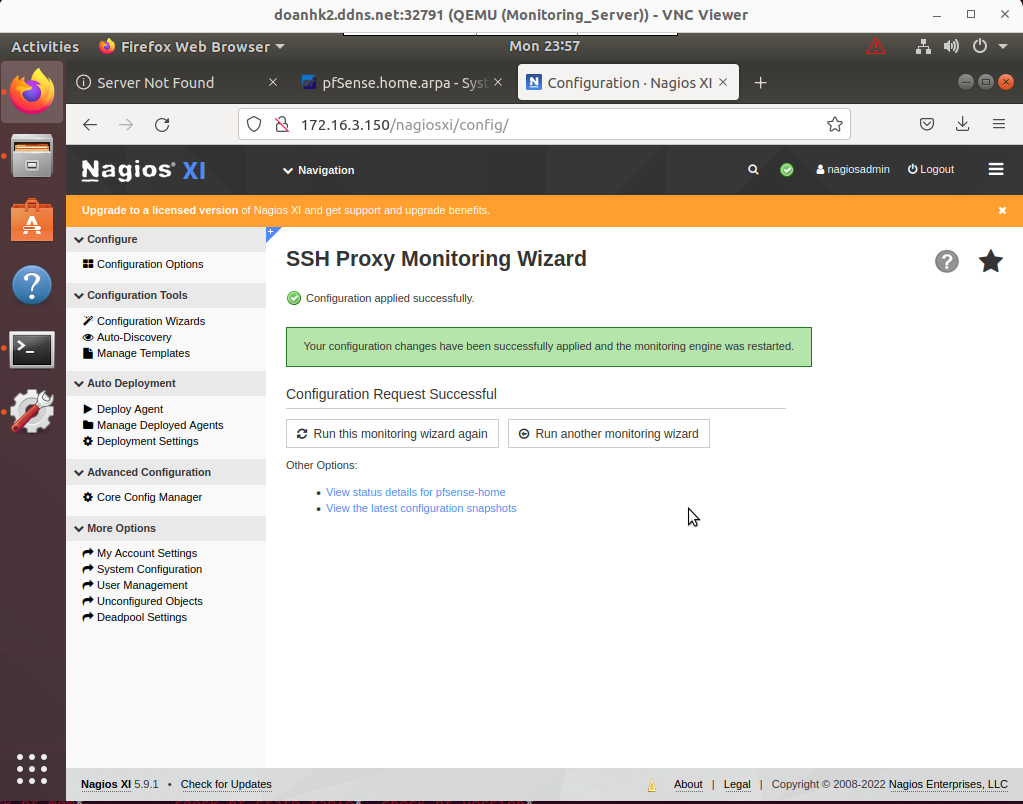 doanhk2.ddns.net:32791 (QEMU (Monitoring_Server)) - VNC Viewer
Activities Firefox Web Browser Mon 23:57
Server Not Found pfSense.home.arpa - Syst Configuration · Nagios XI
172.16.3.150/nagiosxi/config/
Nagios® XI Navigation nagiosadmin Logout
Upgrade to a licensed version of Nagios XI and get support and upgrade benefits.
Configure
Configuration Options
Configuration Tools
Configuration Wizards
Auto-Discovery
Manage Templates
Auto Deployment
Deploy Agent
Manage Deployed Agents
Deployment Settings
Advanced Configuration
Core Config Manager
More Options
My Account Settings
System Configuration
User Management
Unconfigured Objects
Deadpool Settings
SSH Proxy Monitoring Wizard
Configuration applied successfully.
Your configuration changes have been successfully applied and the monitoring engine was restarted.
Configuration Request Successful
Run this monitoring wizard again Run another monitoring wizard
Other Options:
• View status details for pfsense-home
• View the latest configuration snapshots
Nagios XI 5.9.1 • Check for Updates About | Legal | Copyright © 2008-2022 Nagios Enterprises, LLC